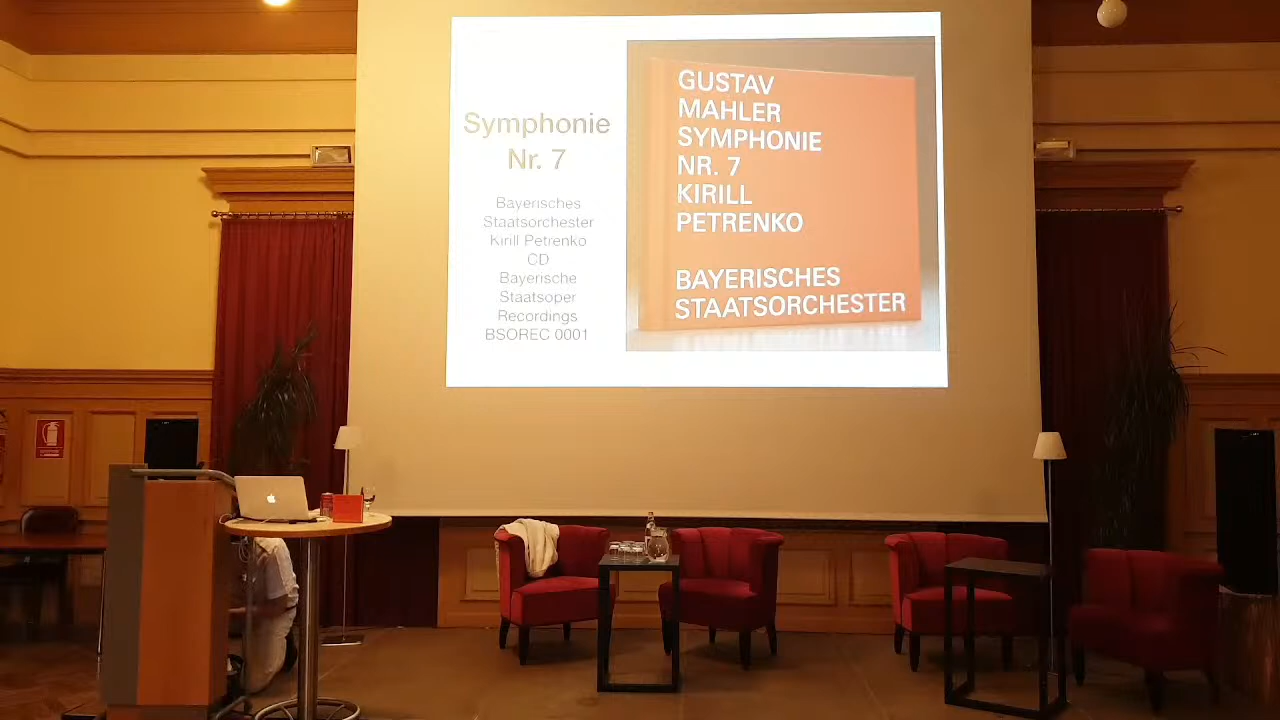 Symphonie
Nr. 7
Bayerisches
Staatsorchester
Kirill Petrenko
CD
Bayerische
Staatsoper
Recordings
BSOREC 0001
GUSTAV
MAHLER
SYMPHONIE
NR. 7
KIRILL
PETRENKO
BAYERISCHES
STAATSORCHESTER